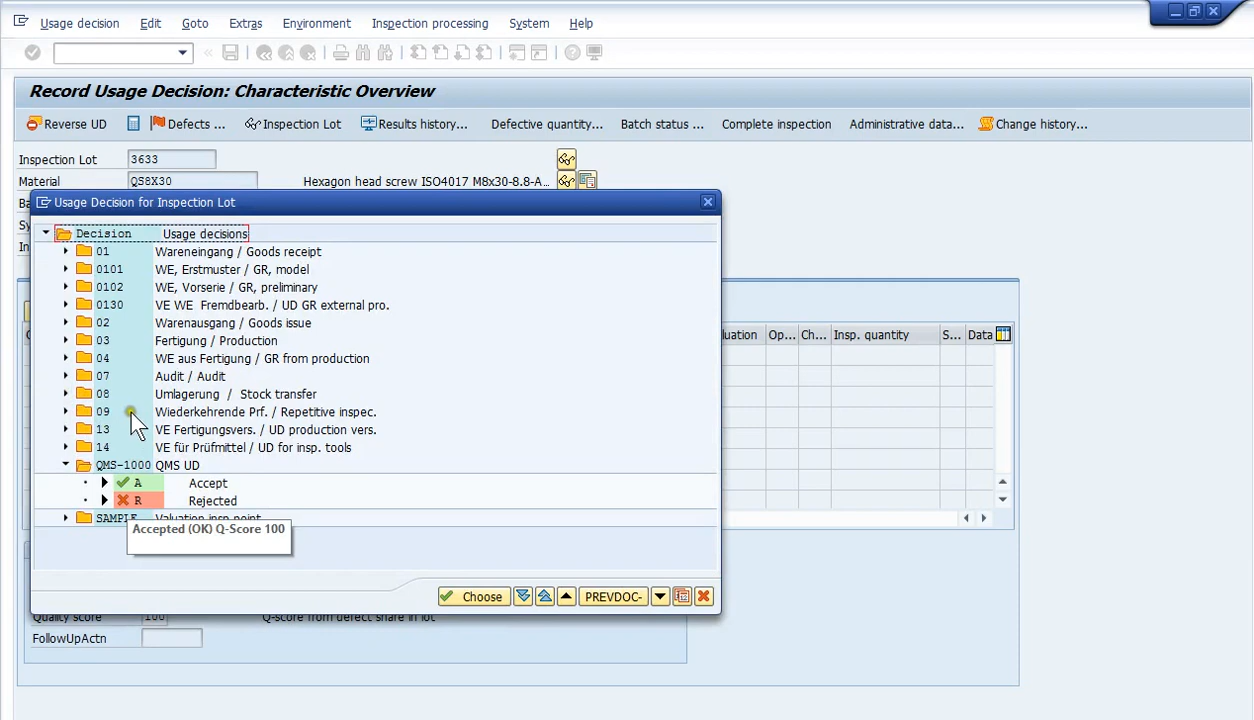 Usage decision Edit Goto Extras Environment Inspection processing System Help
Record Usage Decision: Characteristic Overview
Reverse UD Defects ... Inspection Lot Results history... Defective quantity... Batch status ... Complete inspection Administrative data... Change history...
Inspection Lot 3633
Material QS8X30 Hexagon head screw ISO4017 M8x30-8.8-A...
Usage Decision for Inspection Lot
Decision Usage decisions
01 Wareneingang / Goods receipt
0101 WE, Erstmuster / GR, model
0102 WE, Vorserie / GR, preliminary
0130 VE WE Fremdbearb. / UD GR external pro.
02 Warenausgang / Goods issue
03 Fertigung / Production
04 WE aus Fertigung / GR from production
07 Audit / Audit
08 Umlagerung / Stock transfer
09 Wiederkehrende Prf. / Repetitive inspec.
13 VE Fertigungsvers. / UD production vers.
14 VE für Prüfmittel / UD for insp. tools
QMS-1000 QMS UD
A Accept
R Rejected
SAMPLE Valuation insp.point
Accepted (OK) Q-Score 100
Choose PREVDOC-
Op... Ch... Insp. quantity S... Data
Quality score 100 Q-score from defect share in lot
FollowUpActn